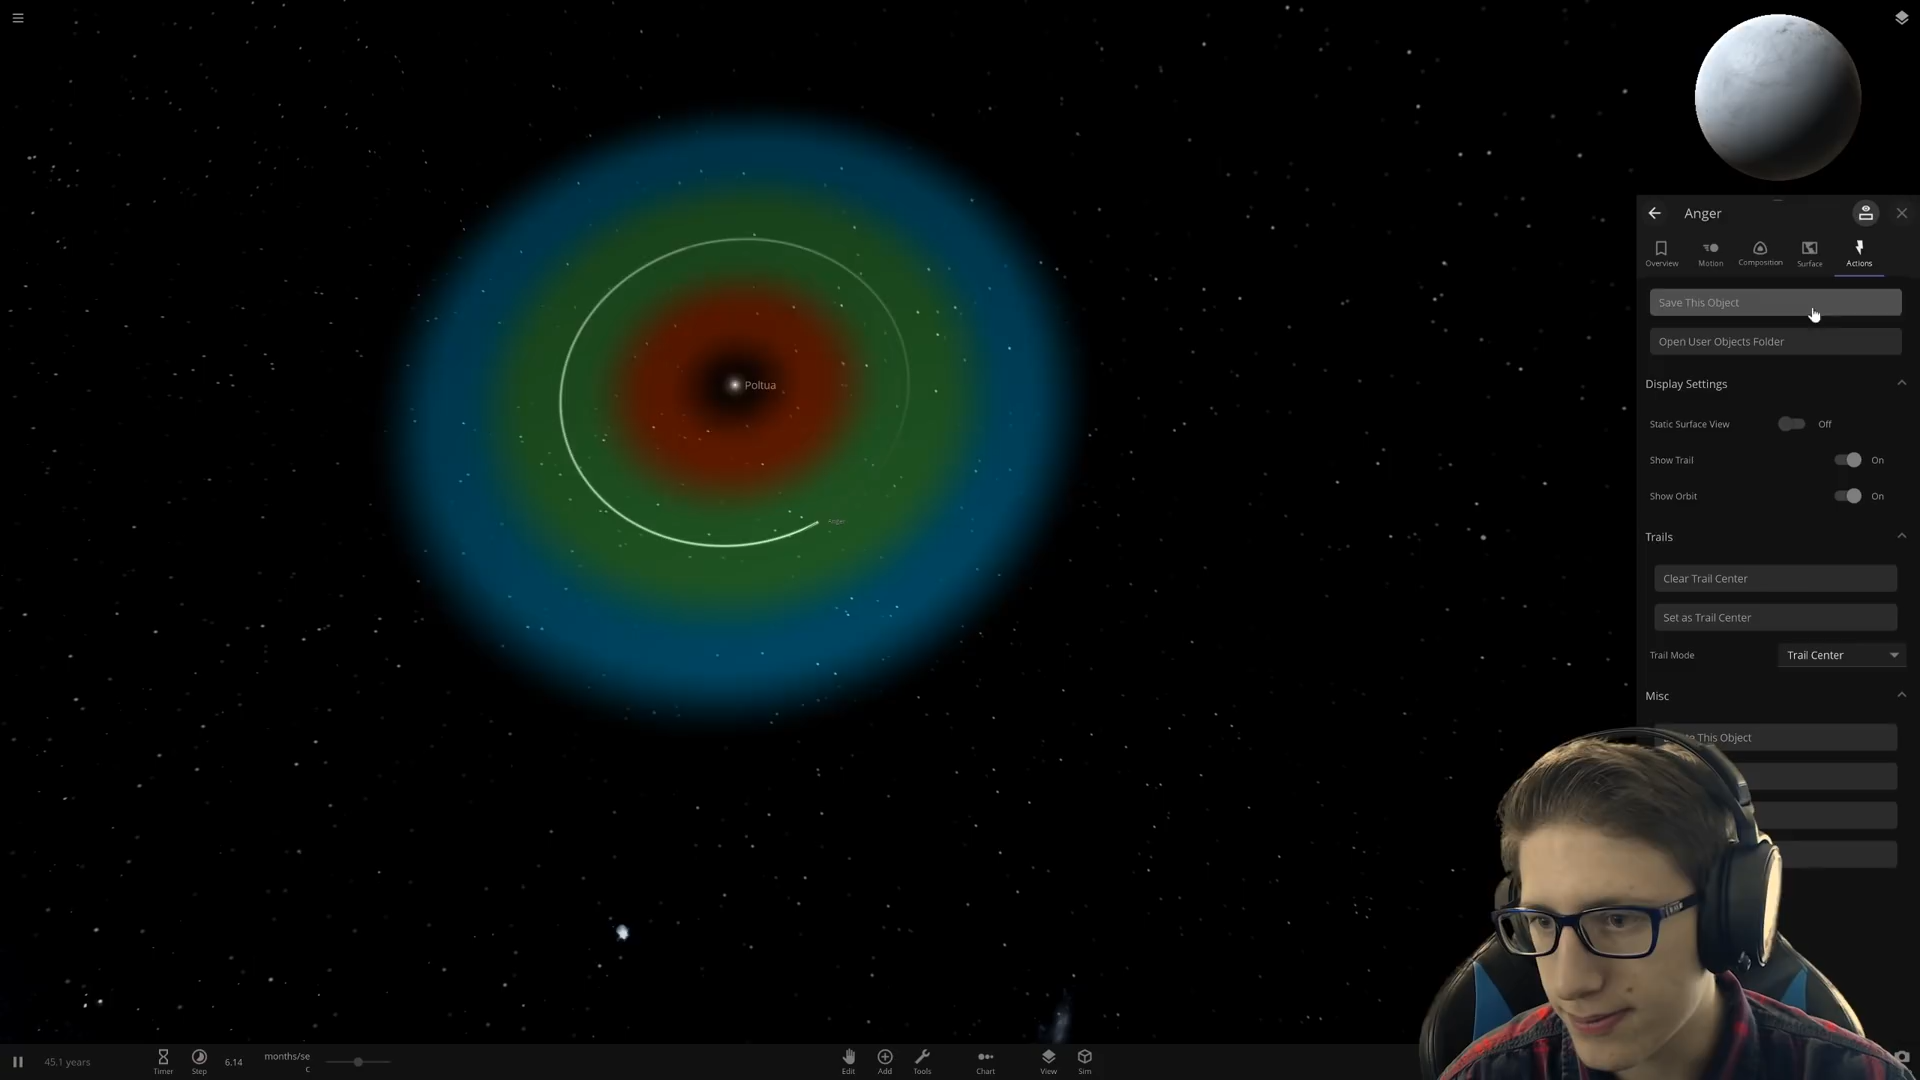 Poltua
Anger
Anger
Overview
Motion
Composition
Surface
Actions
Save This Object
Open User Objects Folder
Display Settings
Static Surface View
Off
Show Trail
On
Show Orbit
On
Trails
Clear Trail Center
Set as Trail Center
Trail Mode
Trail Center
Misc
This Object
45.1 years
Timer
Step
6.14
months/se
c
Edit
Add
Tools
Chart
View
Sim